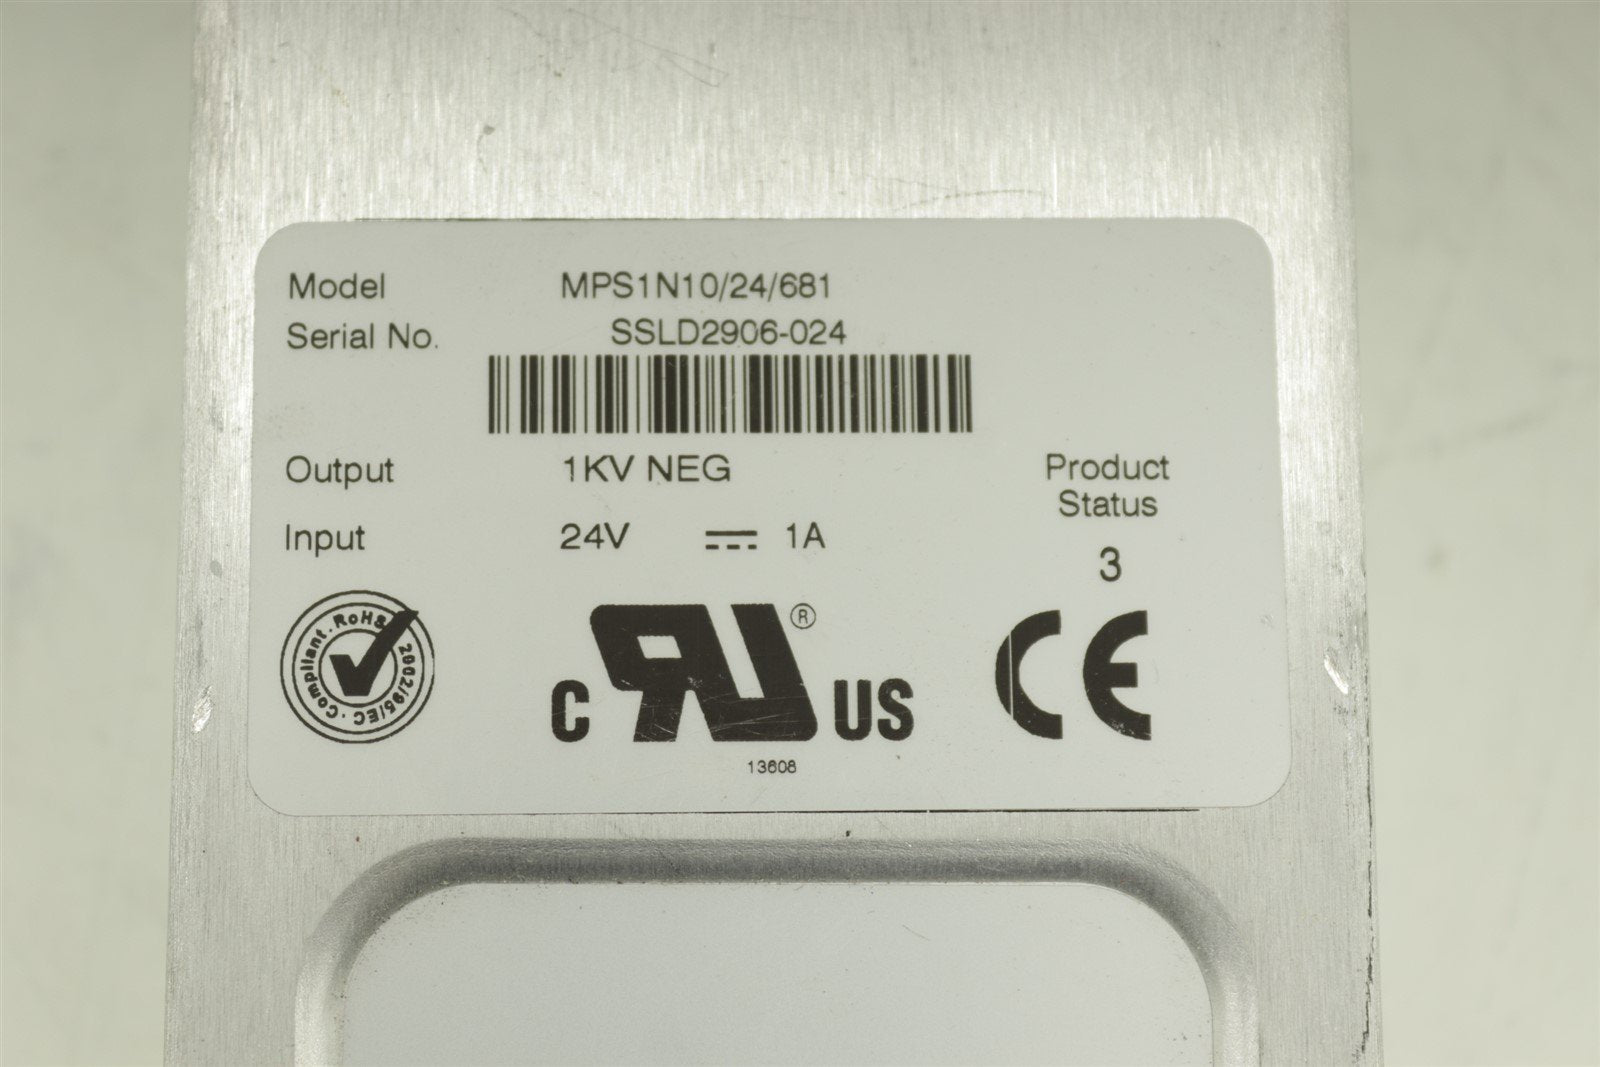 Model MPS1N10/24/681
Serial No. SSLD2906-024
Output 1KV NEG
Product
Status
Input 24V 1A
3
Compliant · RoHS 2002/95/EC ·
C RU ® US
CE
13608